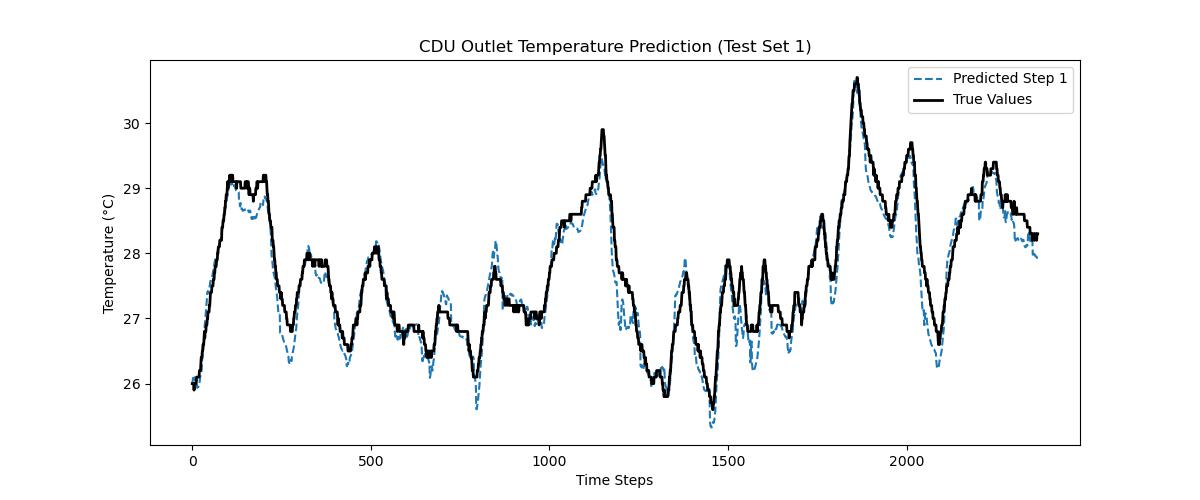 CDU Outlet Temperature Prediction (Test Set 1)
Predicted Step 1
True Values
Temperature (°C)
30
29
28
27
26
0
500
1000
1500
2000
Time Steps